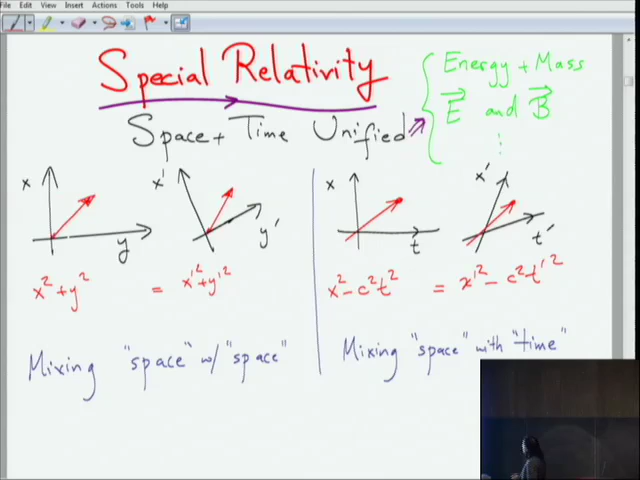 File Edit View Insert Actions Tools Help
Special Relativity
Energy + Mass
E and B
⋮
Space + Time Unified ⇒
x
y
x'
y'
x
t
x'
t'
x² + y² = x'² + y'²
x² - c²t² = x'² - c²t'²
Mixing "space" w/ "space"
Mixing "space" with "time"